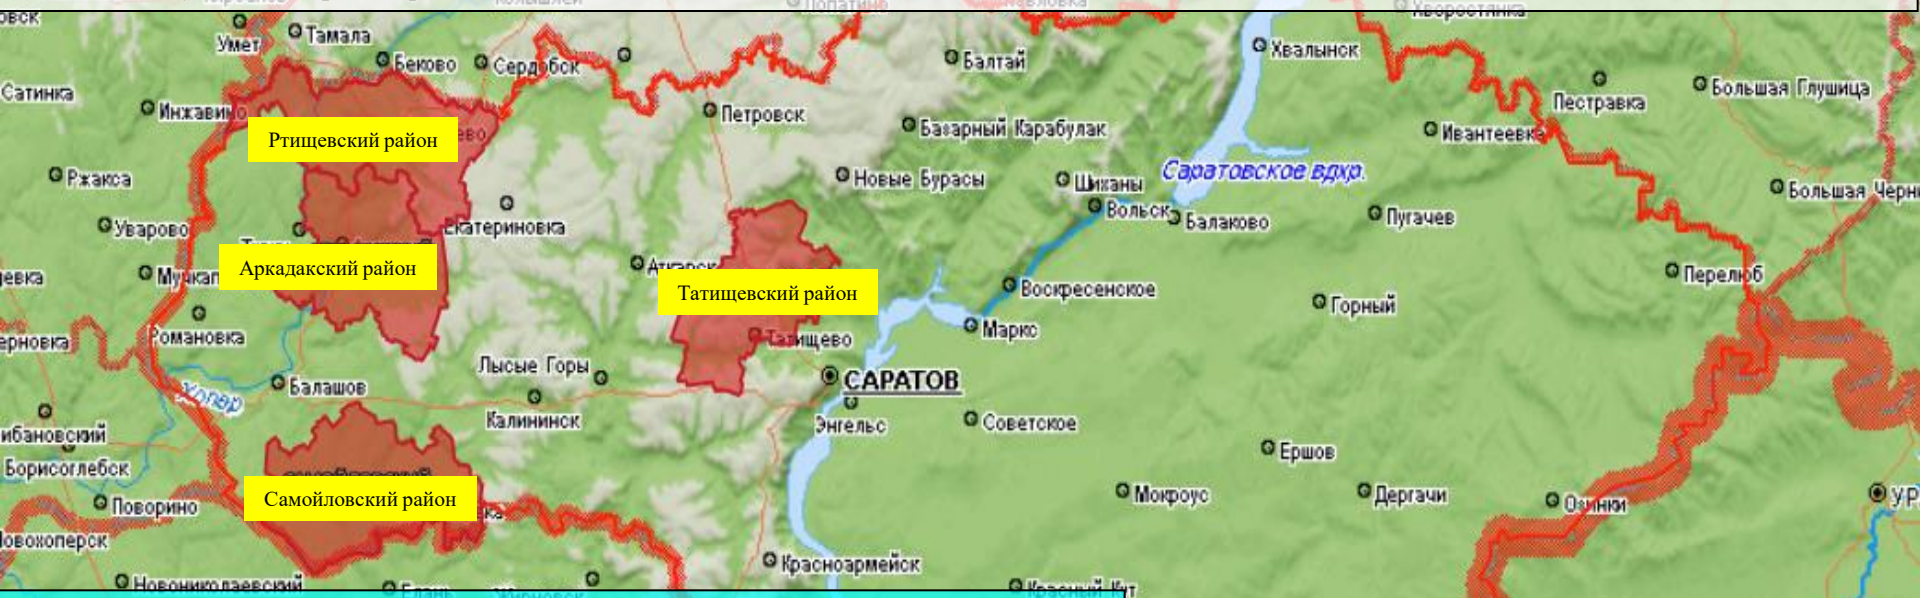 Умет
Тамала
Беково
Сердобск
Балтай
Хвалынск
Сатинка
Инжавино
Петровск
Пестравка
Большая Глушица
Базарный Карабулак
Ивантеевка
Ртищевский район
Ржакса
Новые Бурасы
Шиханы
Саратовское вдхр.
Вольск
Балаково
Пугачев
Уварово
Екатериновка
Аркадакский район
Аткарск
Татищевский район
Воскресенское
Перелюб
Горный
Романовка
Татищево
Маркс
Лысые Горы
Балашов
САРАТОВ
Хопер
Калининск
Энгельс
Советское
Борисоглебск
Ершов
Поворино
Самойловский район
Мокроус
Дергачи
Озинки
Красноармейск
Новониколаевский
Елань
Красный Кут